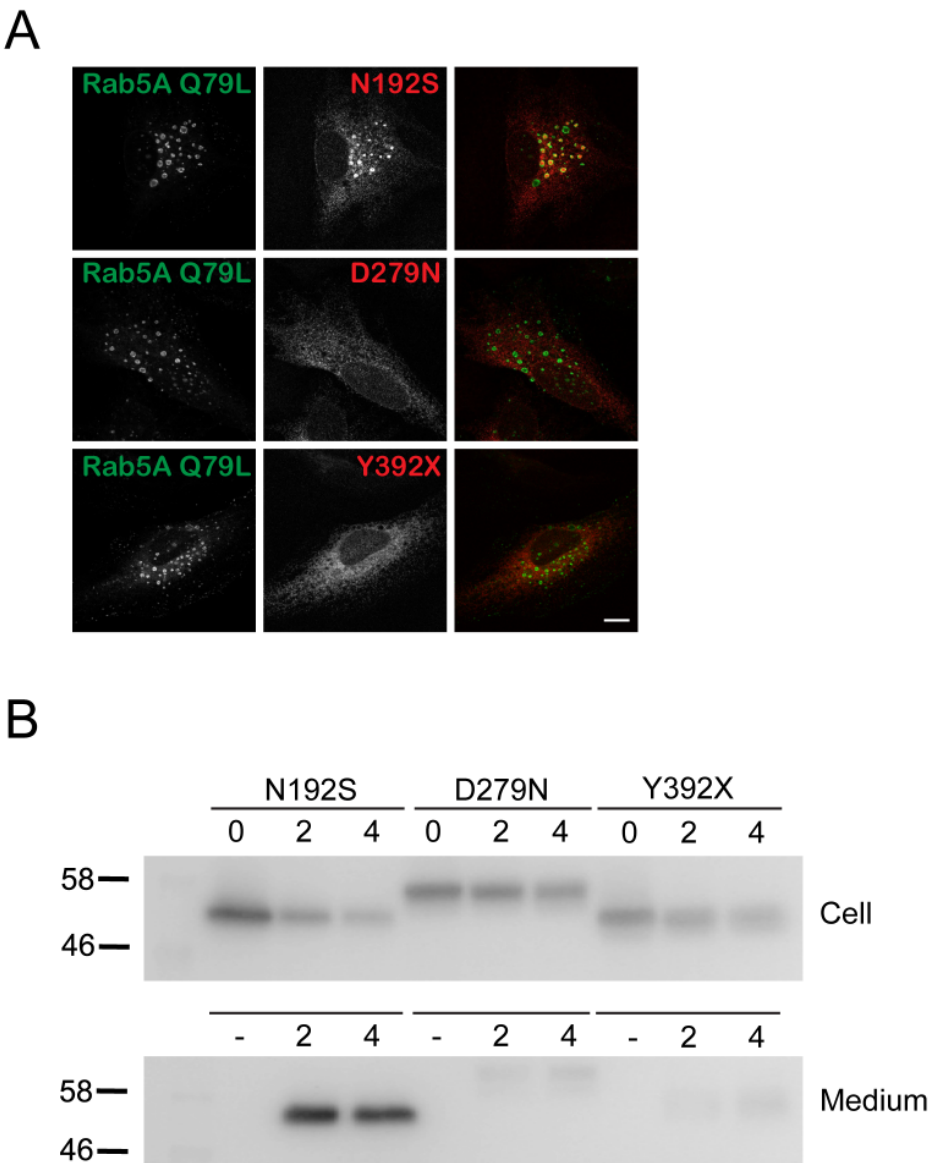 A
Rab5A Q79L N192S
Rab5A Q79L D279N
Rab5A Q79L Y392X
B
N192S D279N Y392X
0 2 4 0 2 4 0 2 4
58
Cell
46
- 2 4 - 2 4 - 2 4
58
Medium
46